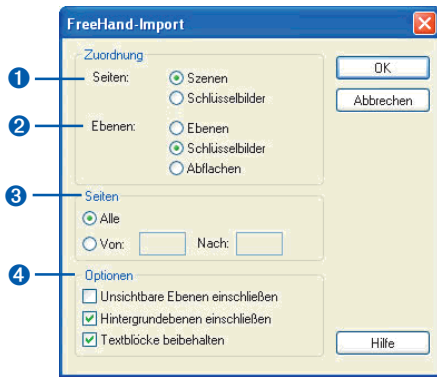 FreeHand-Import
Zuordnung
1 Seiten: Szenen
Schlüsselbilder
2 Ebenen: Ebenen
Schlüsselbilder
Abflachen
3 Seiten
Alle
Von: Nach:
4 Optionen
Unsichtbare Ebenen einschließen
Hintergrundebenen einschließen
Textblöcke beibehalten
OK
Abbrechen
Hilfe